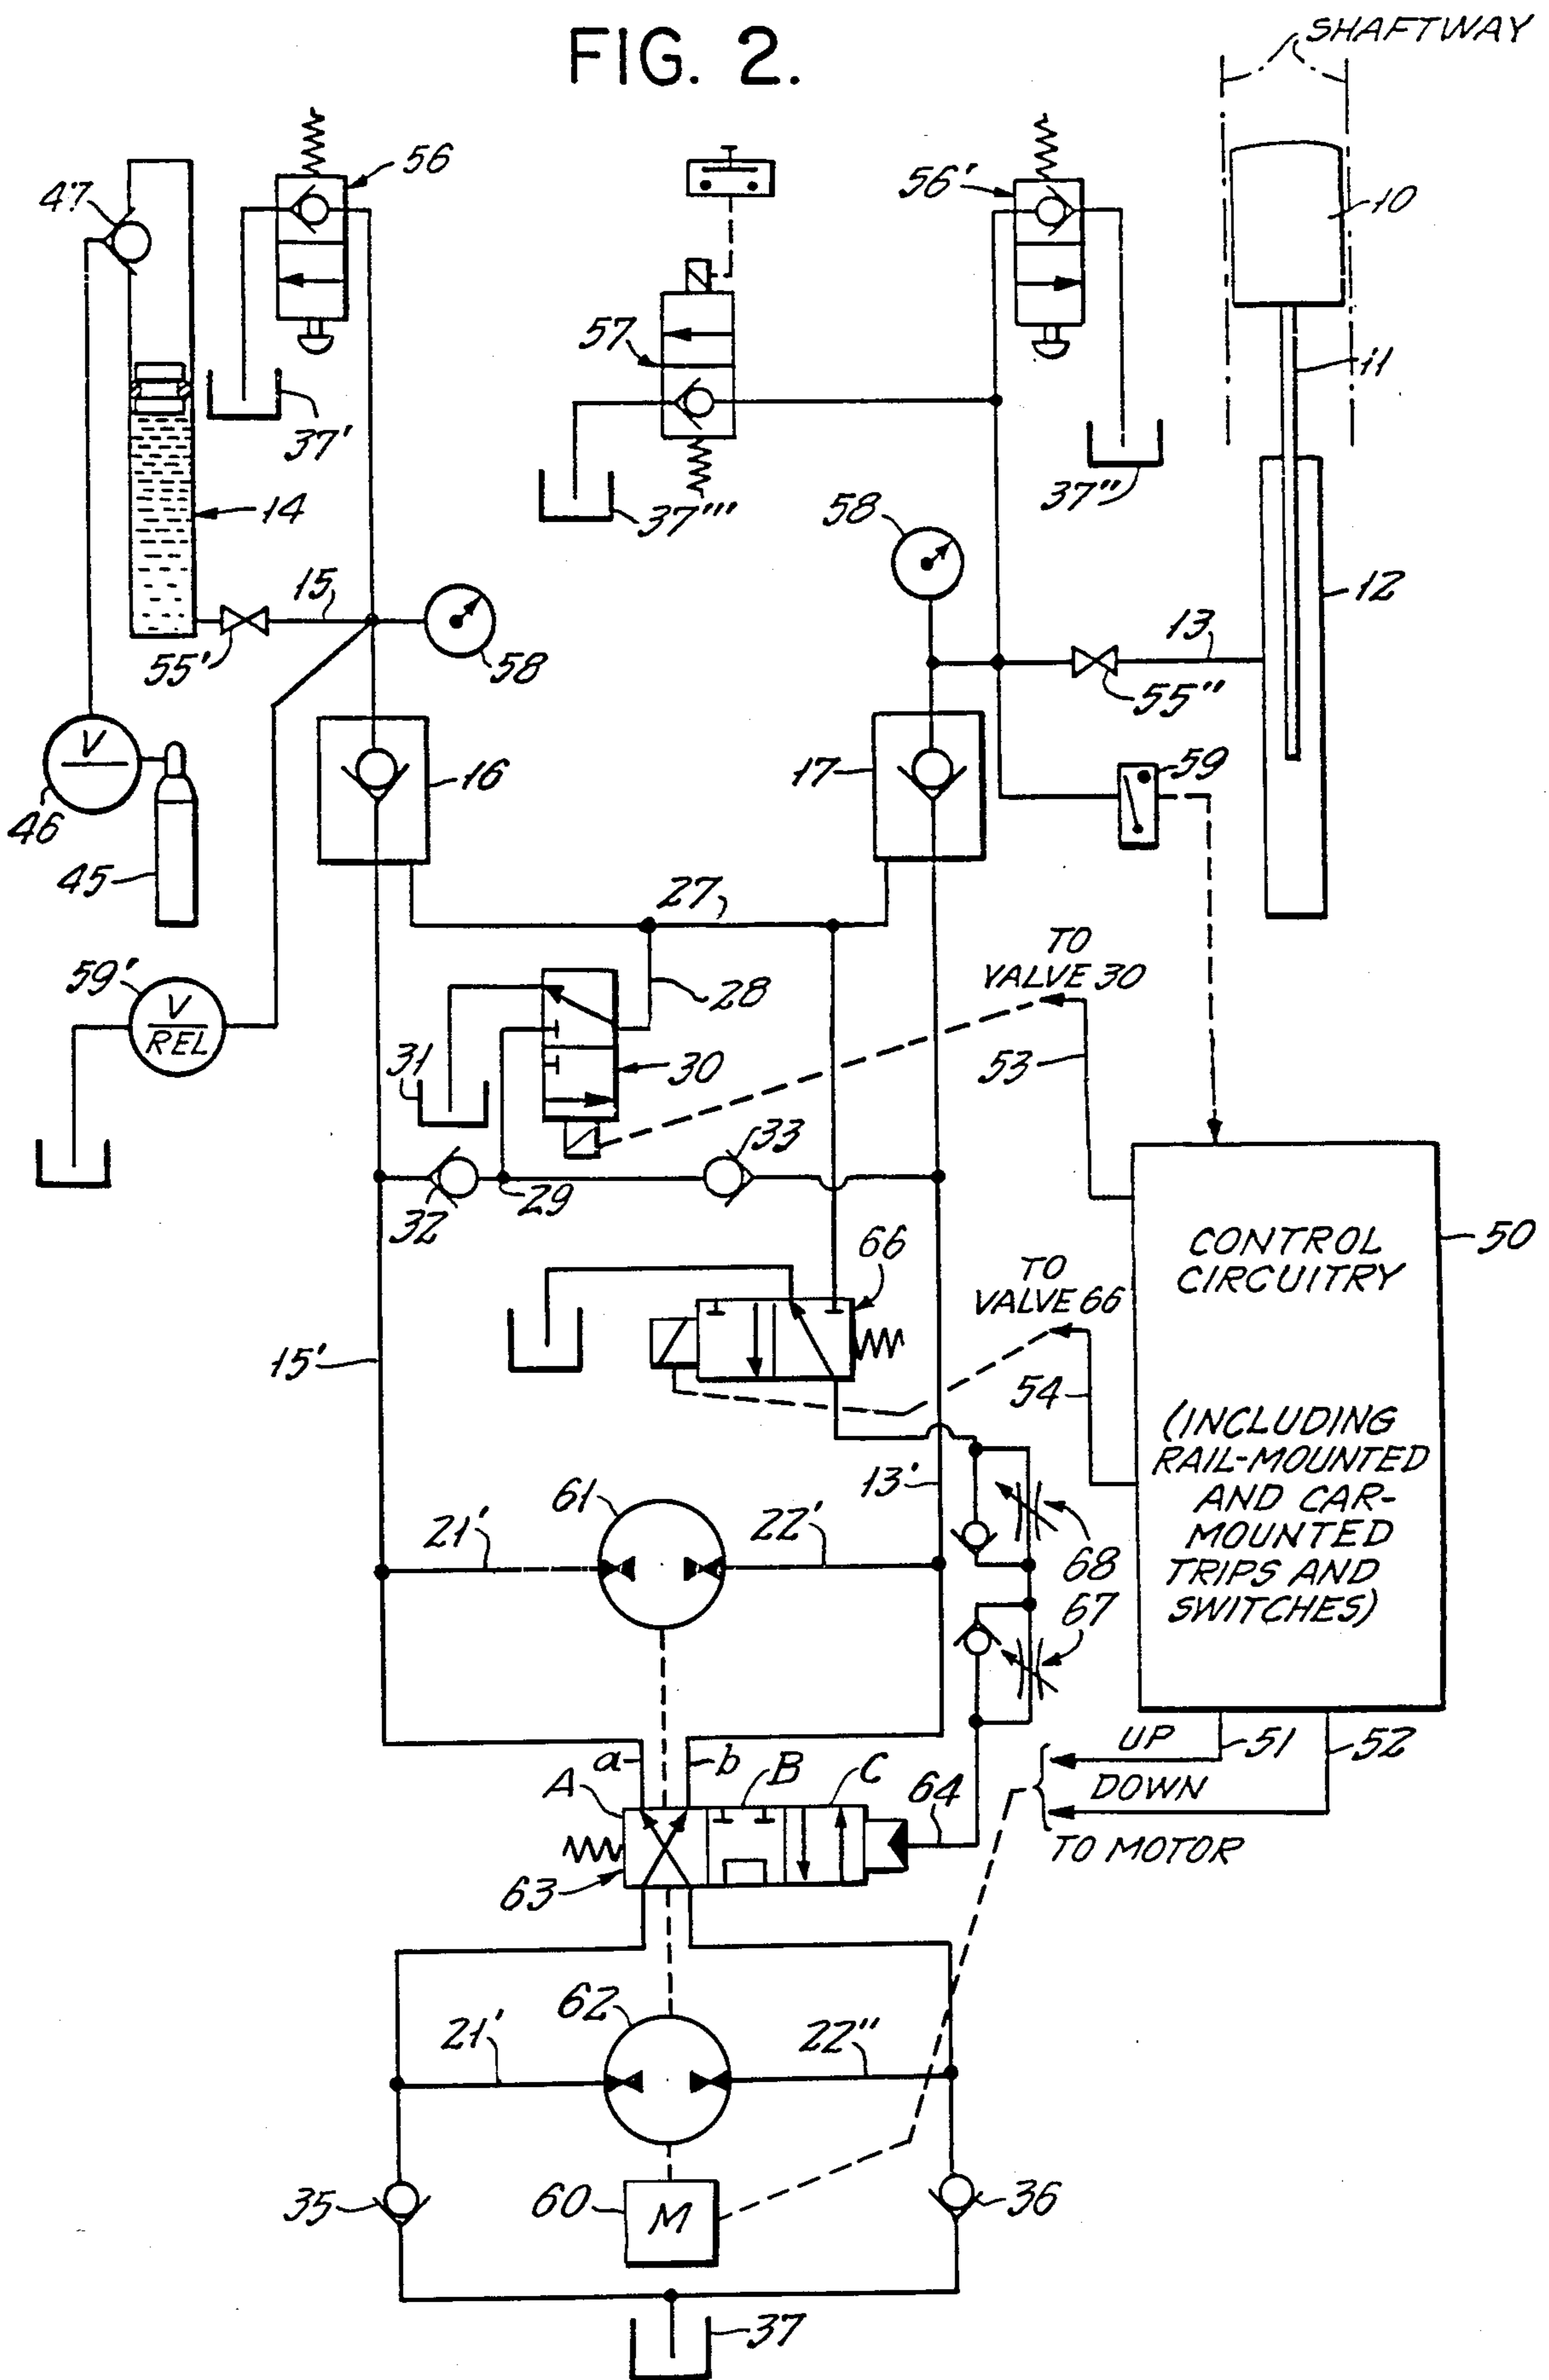 FIG. 2.
SHAFTWAY
47
56
56'
10
57
11
37'
37'''
37"
14
58
12
15
13
55'
58
55"
16
17
59
46
45
V
27
TO
VALVE 30
59'
V
REL
28
53
31
30
33
32
29
50
CONTROL
CIRCUITRY
66
TO
VALVE 66
15'
54
(INCLUDING
RAIL-MOUNTED
AND CAR-
MOUNTED
TRIPS AND
SWITCHES)
13'
61
21'
22'
68
67
UP
51
52
a
b
A
B
C
DOWN
64
TO MOTOR
63
62
21'
22"
35
60
M
36
37